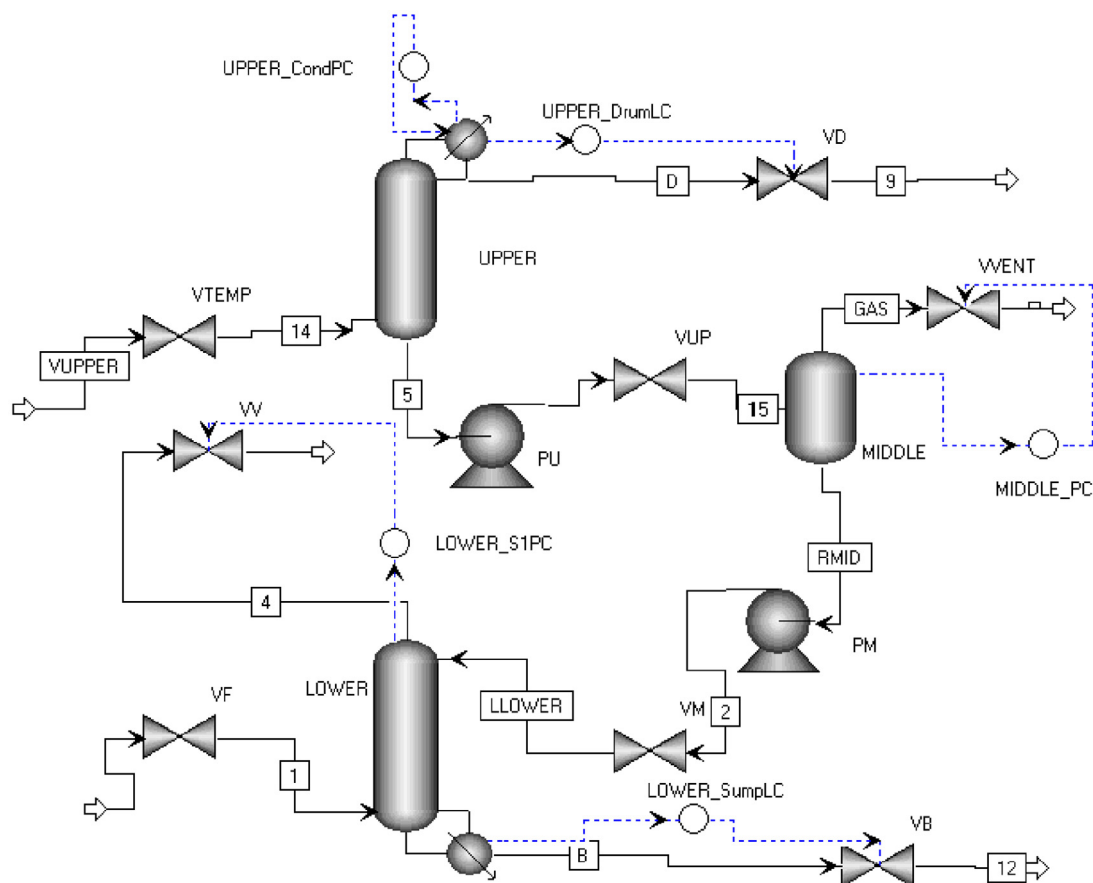 UPPER_CondPC
UPPER_DrumLC
VD
D
9
UPPER
VVENT
GAS
VTEMP
14
VUPPER
VUP
5
15
VV
PU
MIDDLE
MIDDLE_PC
LOWER_S1PC
RMID
4
PM
LOWER
LLOWER
VM
2
VF
1
LOWER_SumpLC
VB
B
12